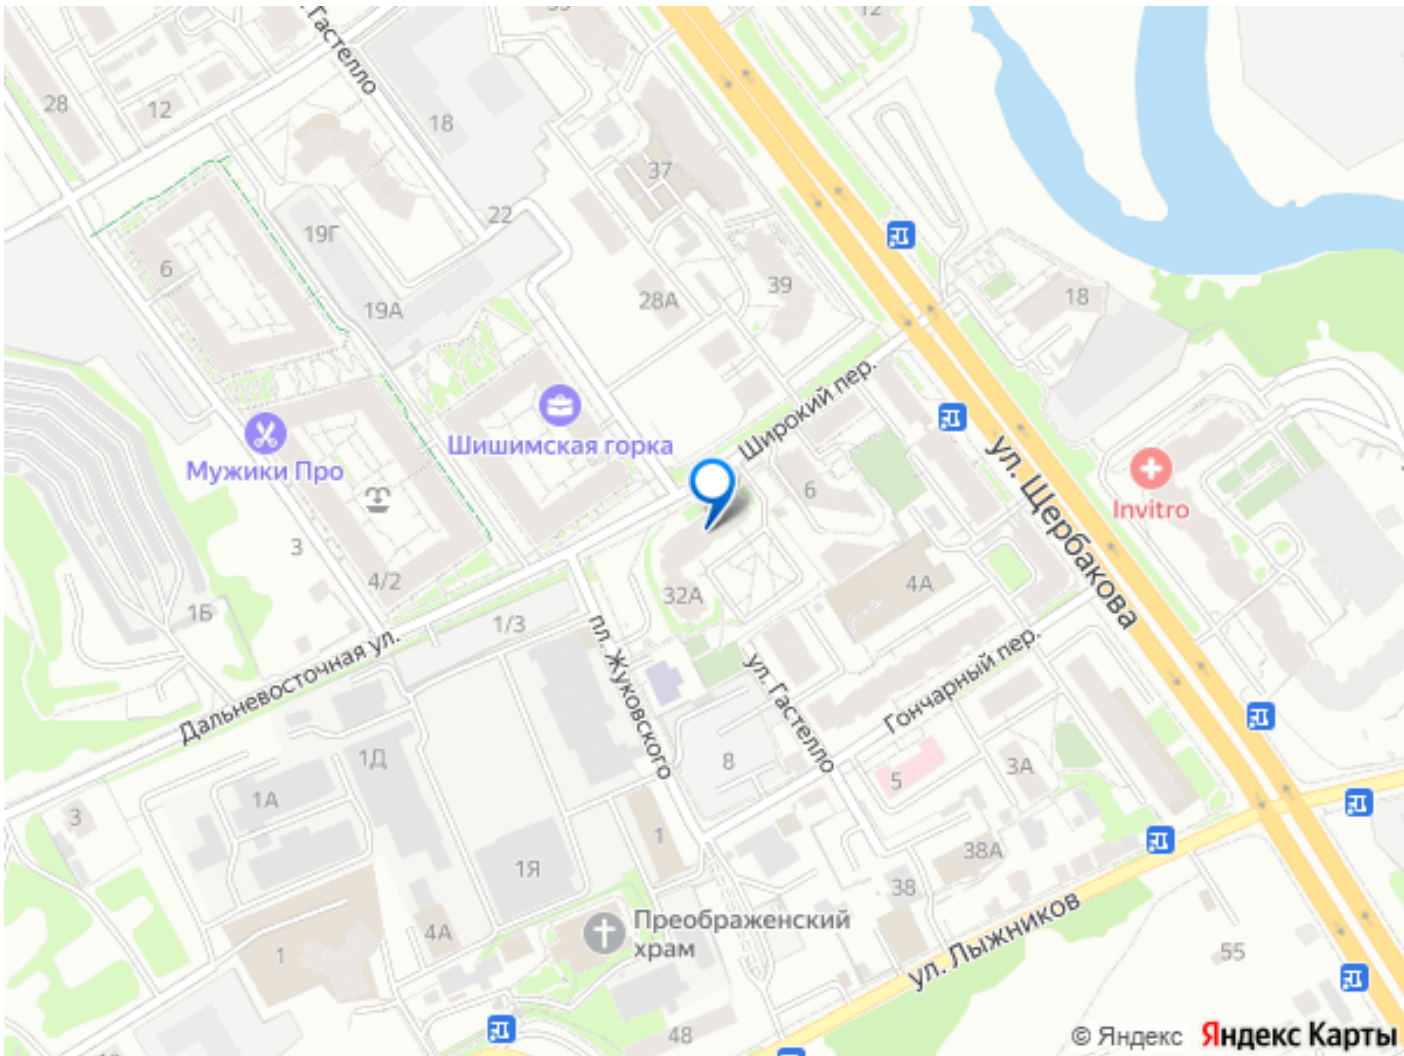 Гастелло
12
28
12
18
37
22
19Г
6
18
39
28А
19А
Широкий пер.
Шишимская горка
Мужики Про
ул. Щербакова
6
Invitro
3
4/2
4А
32А
1Б
1/3
Дальневосточная ул.
пл. Жуковского
ул. Гастелло
Гончарный пер.
1Д
8
3А
5
1А
3
1
38А
1Я
38
Преображенский
храм
4А
1
ул. Лыжников
55
48
© Яндекс Яндекс Карты